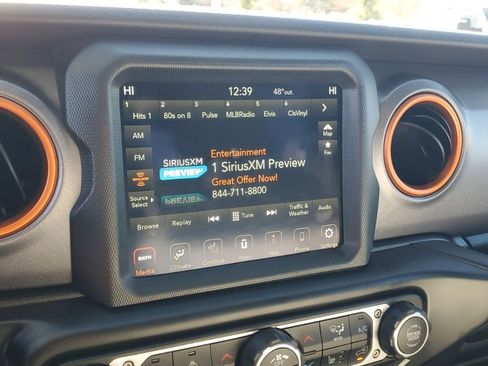 HI 12:39 48°out. HI
1 2 3 4 5 6
Hits 1 80s on 8 Pulse MLBRadio Elvis ClsVinyl
AM
Map
FM
Fav
Entertainment
SIRIUSXM
1 SiriusXM Preview
PREVIEW
Great Offer Now!
844-711-8800
Source
Select
Browse Replay Tune Traffic & Weather Audio
sxm
Media Climate Controls Apps Nav Phone Settings
A/C